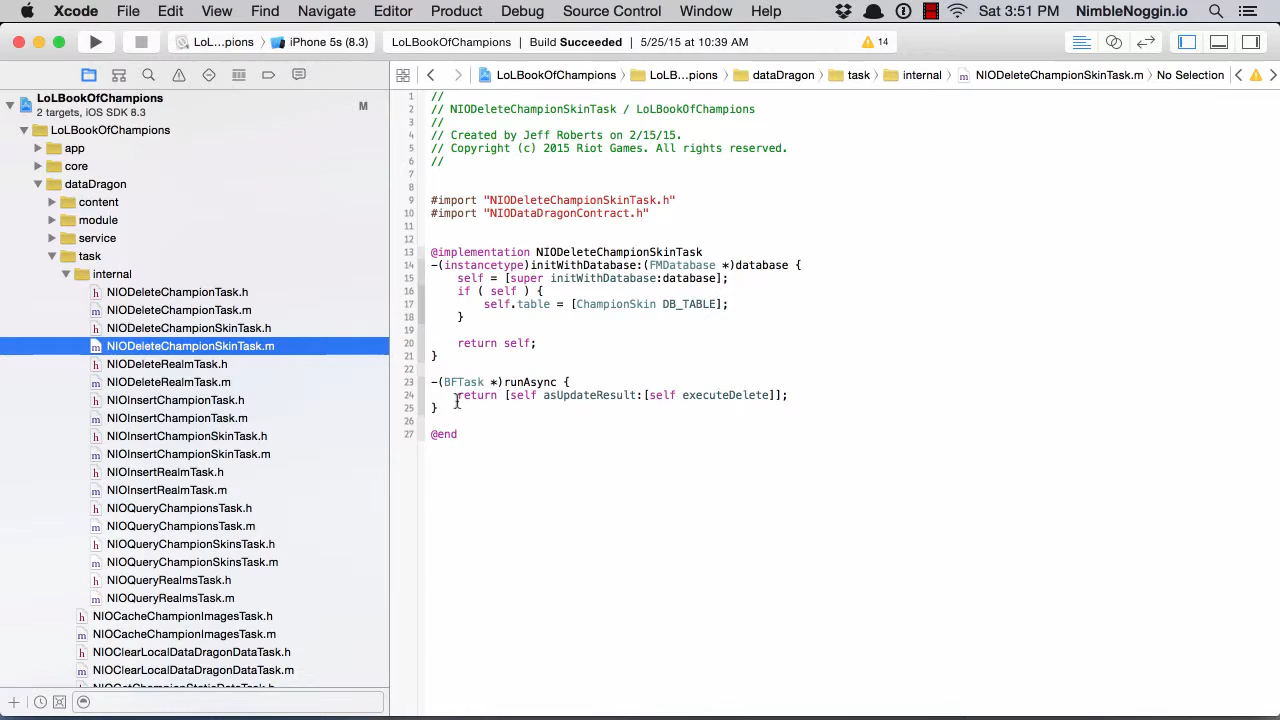 Xcode File Edit View Find Navigate Editor Product Debug Source Control Window Help Sat 3:51 PM NimbleNoggin.io
LoL...pions iPhone 5s (8.3) LoLBookOfChampions Build Succeeded 5/25/15 at 10:39 AM 14
LoLBookOfChampions LoLB...pions dataDragon task internal NIODeleteChampionSkinTask.m No Selection
LoLBookOfChampions
2 targets, iOS SDK 8.3 M
LoLBookOfChampions
app
core
dataDragon
content
module
service
task
internal
NIODeleteChampionTask.h
NIODeleteChampionTask.m
NIODeleteChampionSkinTask.h
NIODeleteChampionSkinTask.m
NIODeleteRealmTask.h
NIODeleteRealmTask.m
NIOInsertChampionTask.h
NIOInsertChampionTask.m
NIOInsertChampionSkinTask.h
NIOInsertChampionSkinTask.m
NIOInsertRealmTask.h
NIOInsertRealmTask.m
NIOQueryChampionsTask.h
NIOQueryChampionsTask.m
NIOQueryChampionSkinsTask.h
NIOQueryChampionSkinsTask.m
NIOQueryRealmsTask.h
NIOQueryRealmsTask.m
NIOCacheChampionImagesTask.h
NIOCacheChampionImagesTask.m
NIOClearLocalDataDragonDataTask.h
NIOClearLocalDataDragonDataTask.m
1 //
2 // NIODeleteChampionSkinTask / LoLBookOfChampions
3 //
4 // Created by Jeff Roberts on 2/15/15.
5 // Copyright (c) 2015 Riot Games. All rights reserved.
6 //
7
8
9 #import "NIODeleteChampionSkinTask.h"
10 #import "NIODataDragonContract.h"
11
12
13 @implementation NIODeleteChampionSkinTask
14 -(instancetype)initWithDatabase:(FMDatabase *)database {
15 self = [super initWithDatabase:database];
16 if ( self ) {
17 self.table = [ChampionSkin DB_TABLE];
18 }
19
20 return self;
21 }
22
23 -(BFTask *)runAsync {
24 return [self asUpdateResult:[self executeDelete]];
25 }
26
27 @end